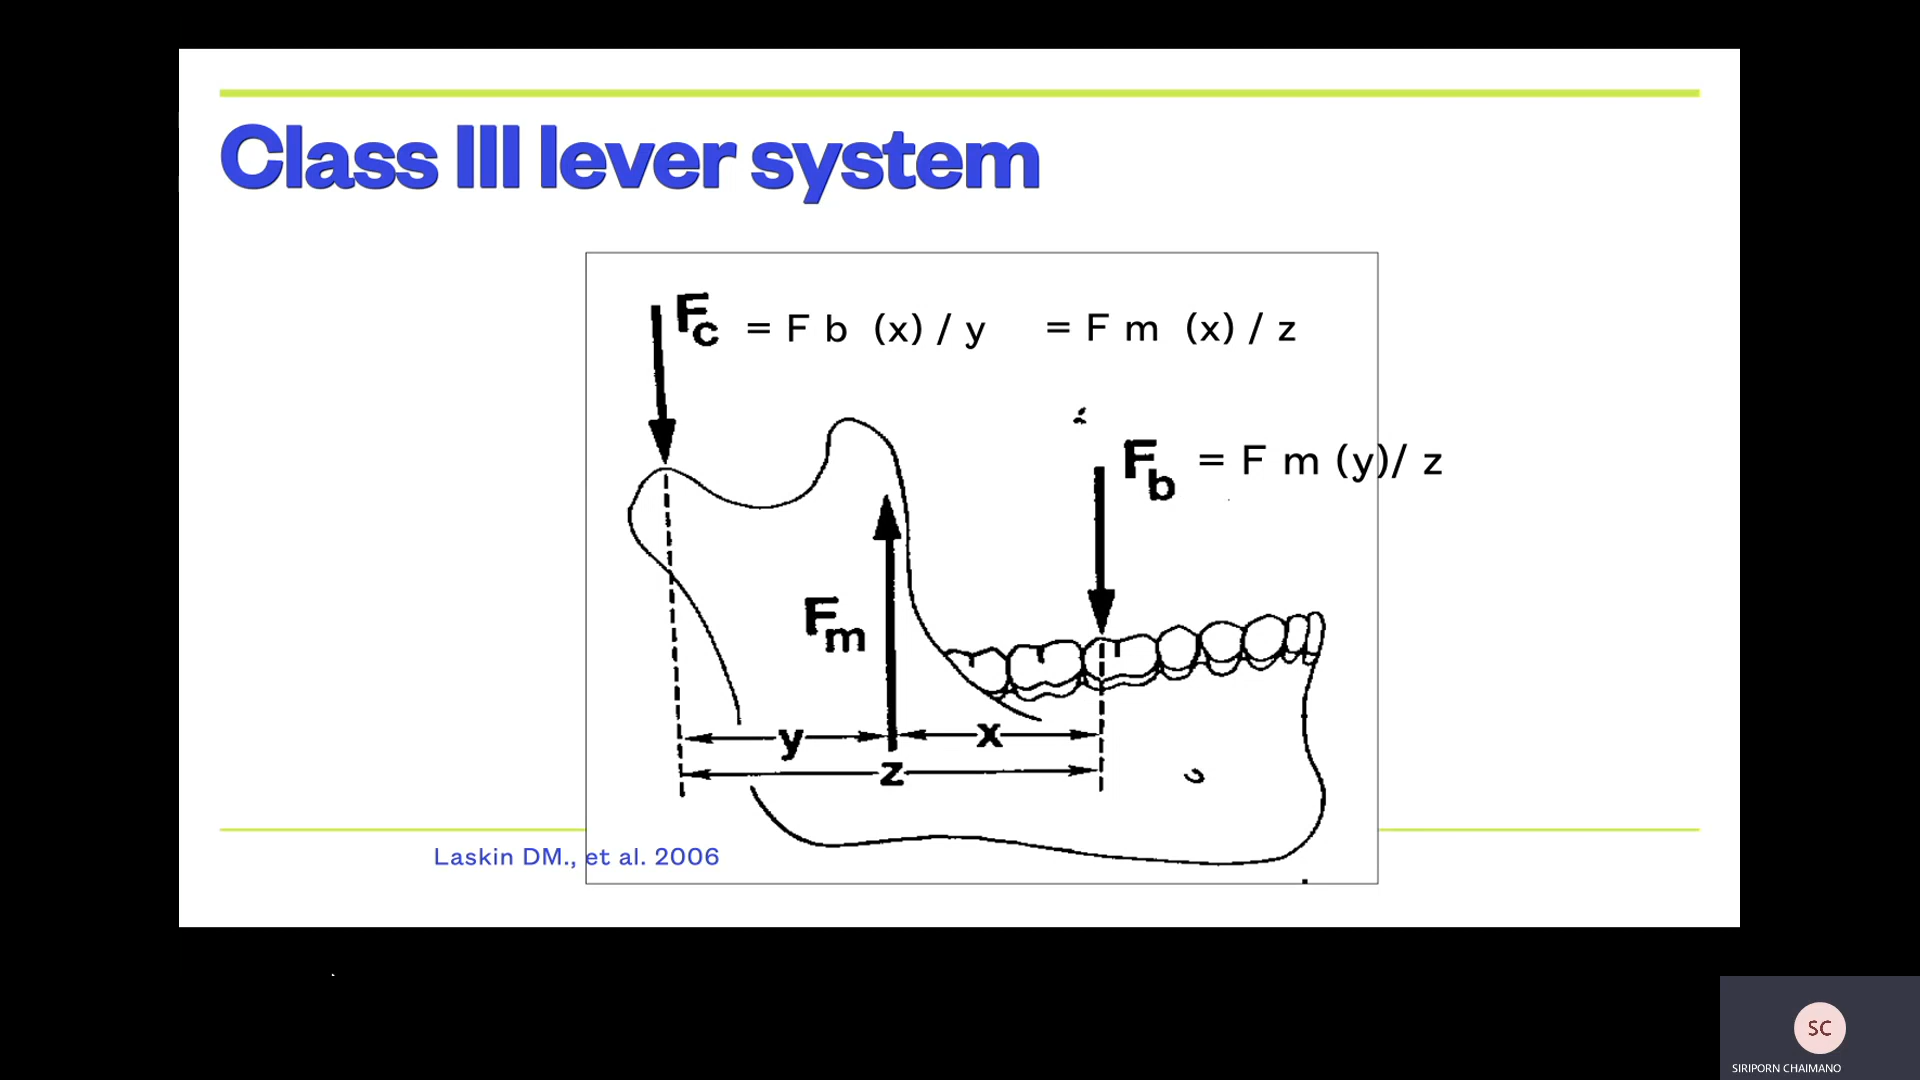 Class III lever system
Fc = F b (x) / y = F m (x) / z
Fb = F m (y)/ z
Fm
y
x
z
Laskin DM., et al. 2006
SC
SIRIPORN CHAIMANO